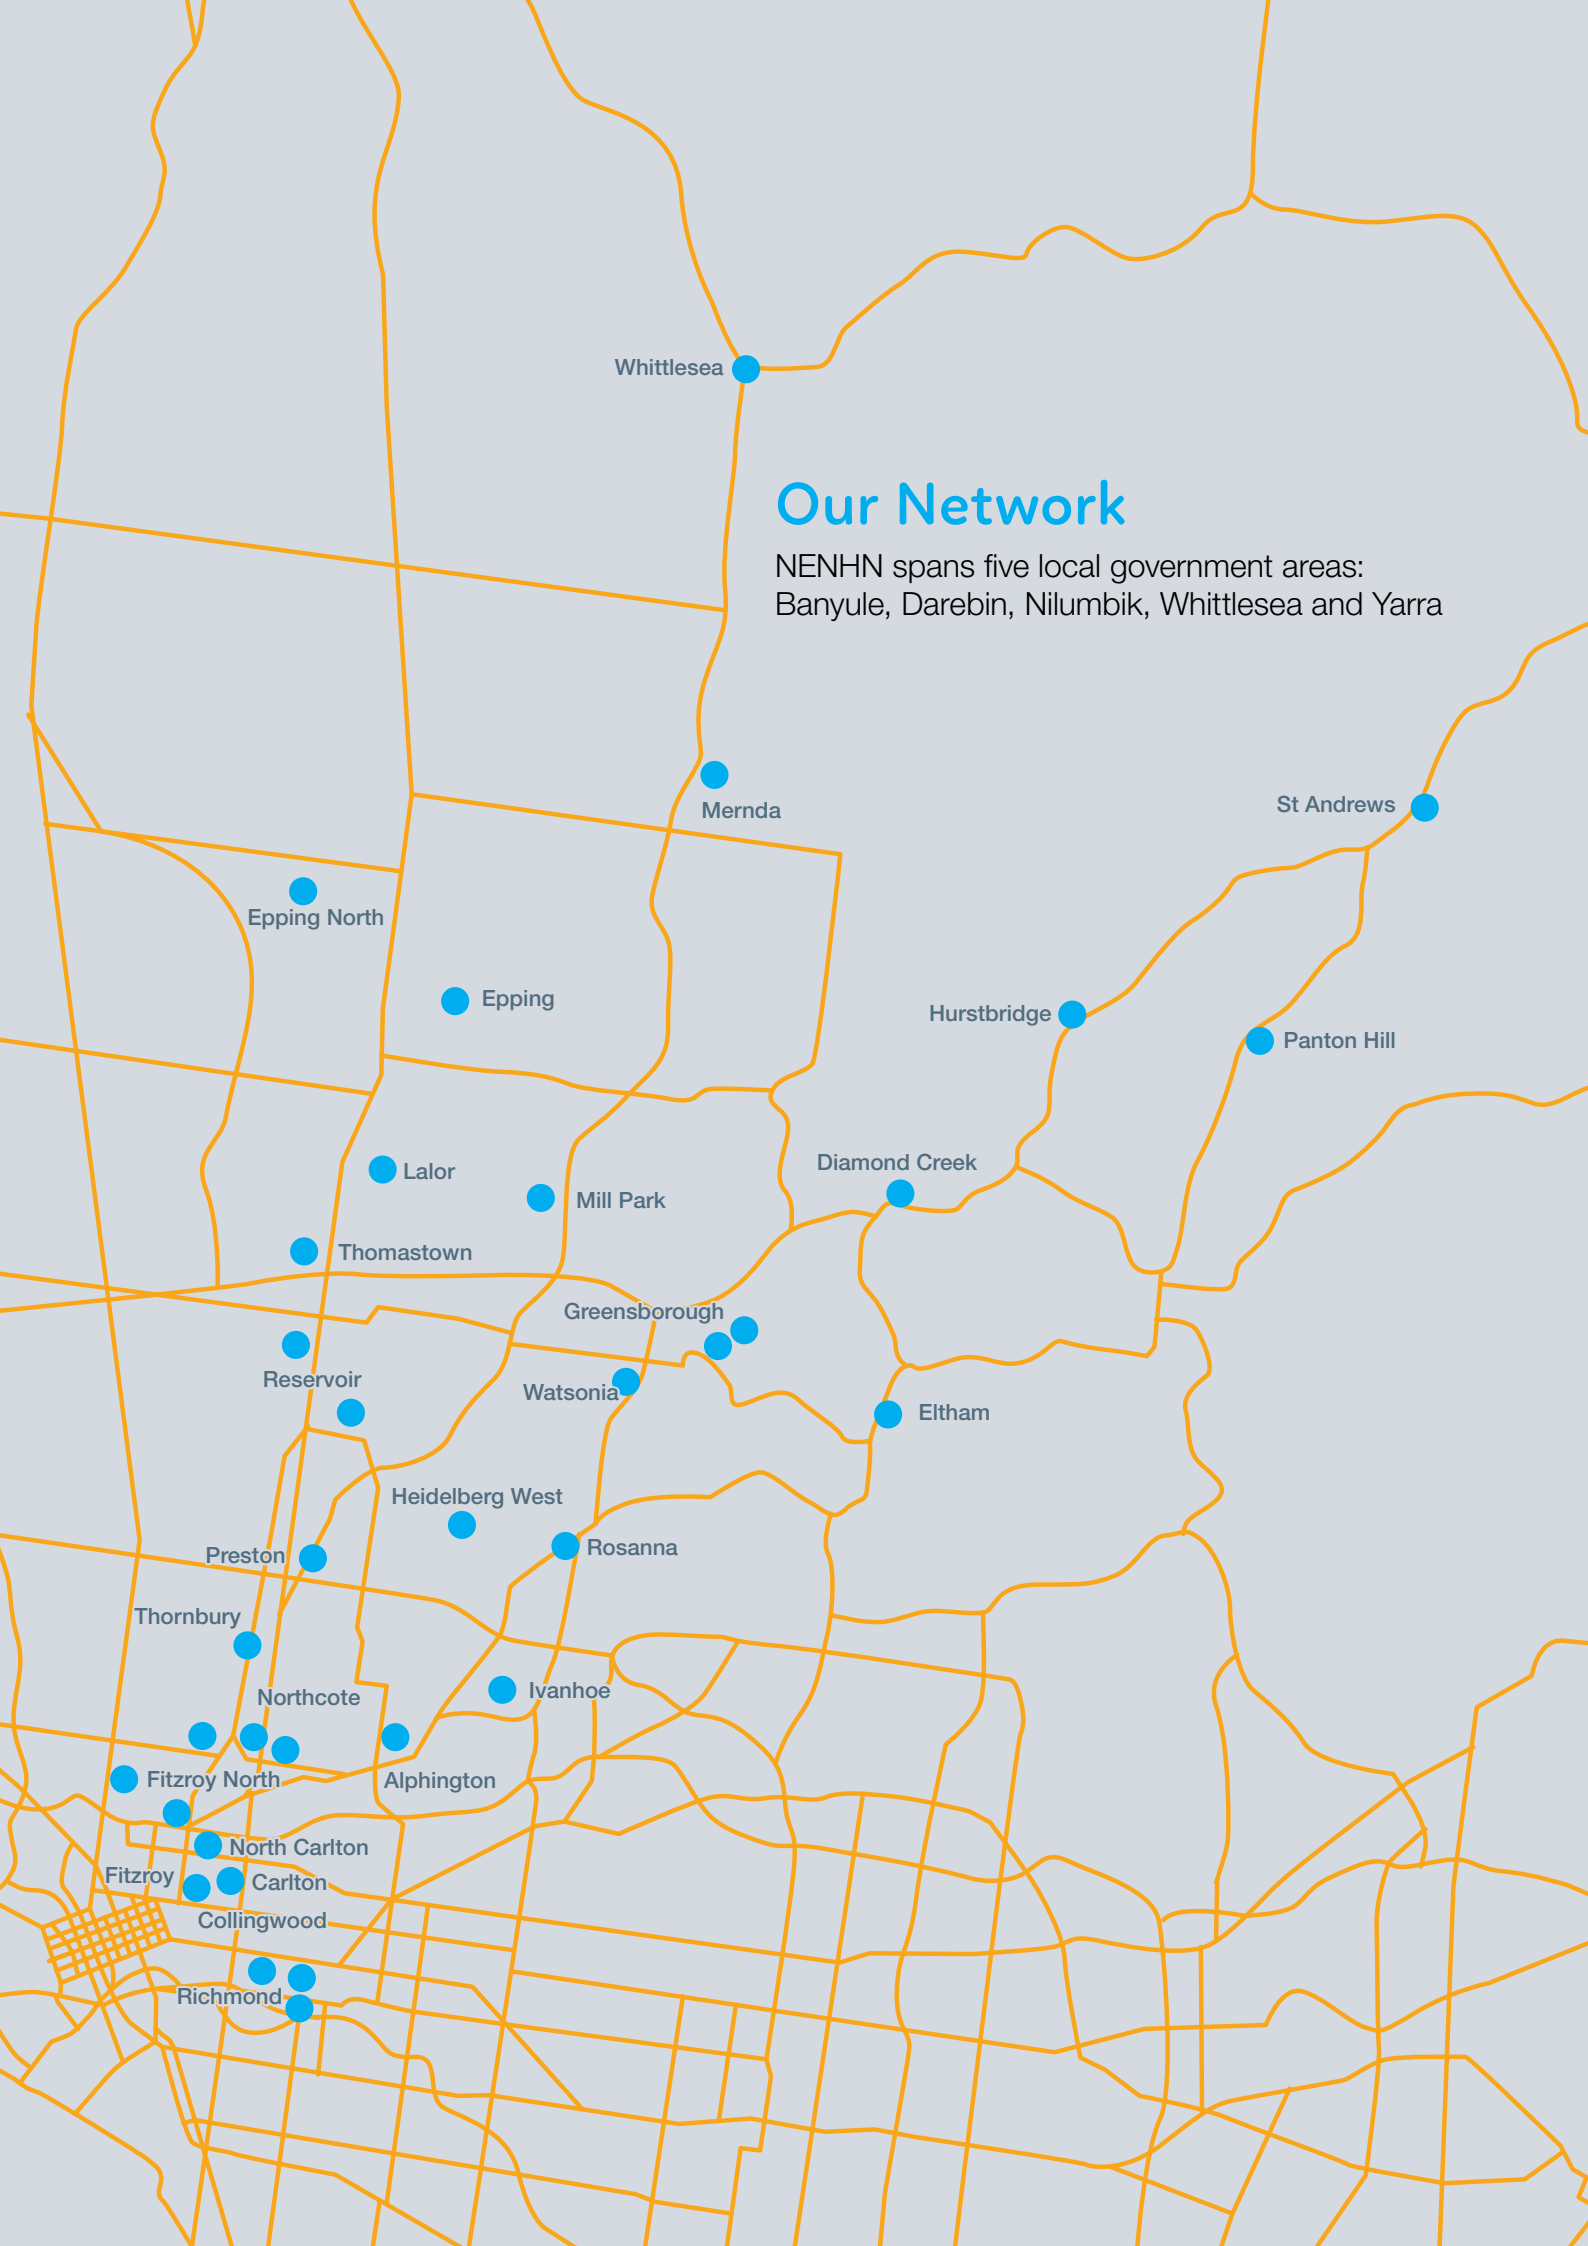 Whittlesea
Our Network
NENHN spans five local government areas:
Banyule, Darebin, Nilumbik, Whittlesea and Yarra
Mernda
St Andrews
Epping North
Epping
Hurstbridge
Panton Hill
Diamond Creek
Lalor
Mill Park
Thomastown
Greensborough
Reservoir
Watsonia
Eltham
Heidelberg West
Rosanna
Preston
Thornbury
Ivanhoe
Northcote
Fitzroy North
Alphington
North Carlton
Fitzroy
Carlton
Collingwood
Richmond